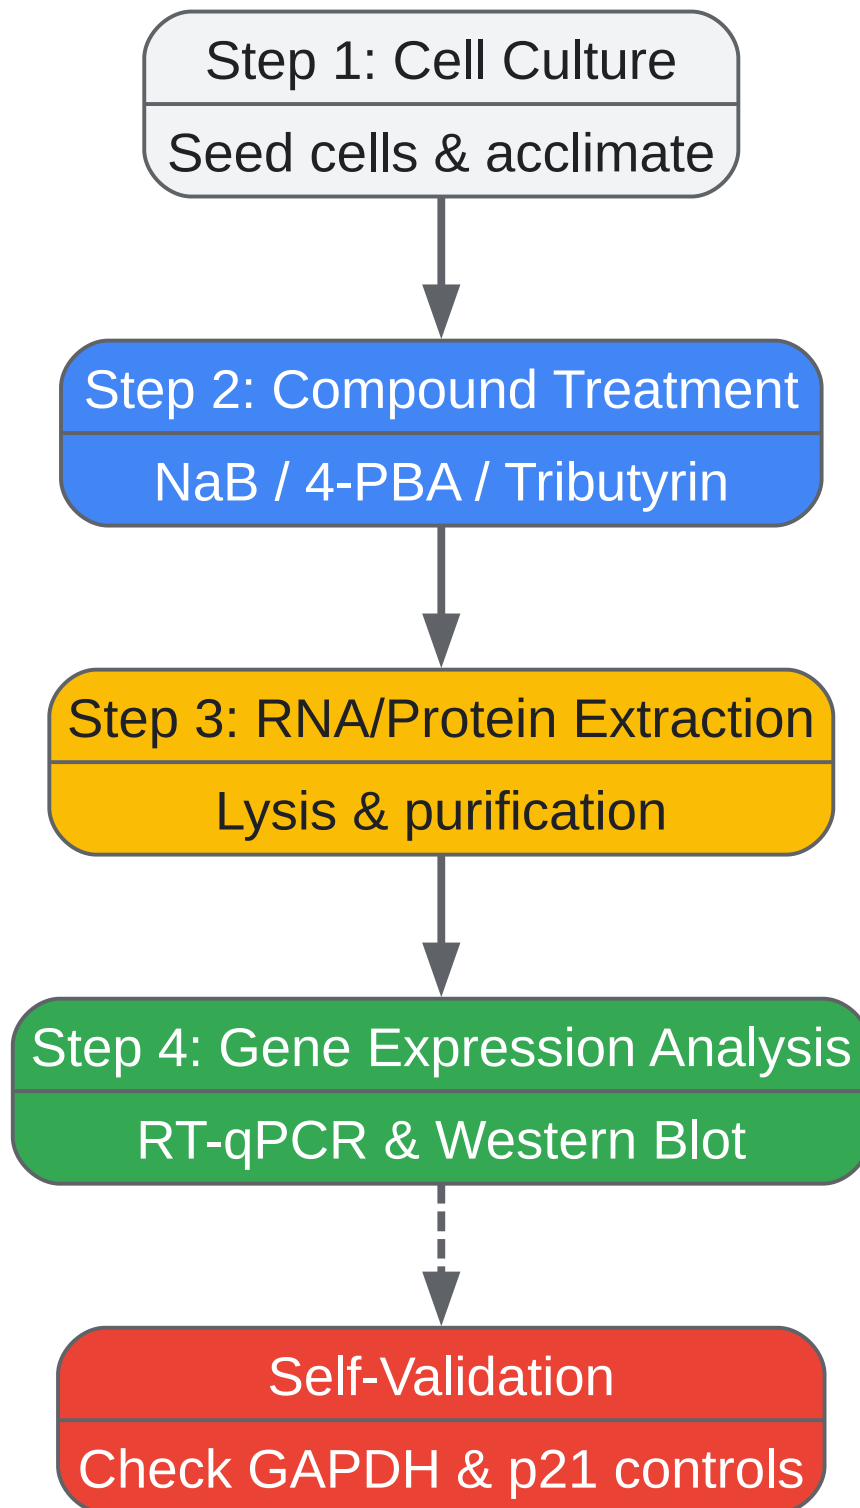 Step 1: Cell Culture
Seed cells & acclimate
Step 2: Compound Treatment
NaB / 4-PBA / Tributyrin
Step 3: RNA/Protein Extraction
Lysis & purification
Step 4: Gene Expression Analysis
RT-qPCR & Western Blot
Self-Validation
Check GAPDH & p21 controls